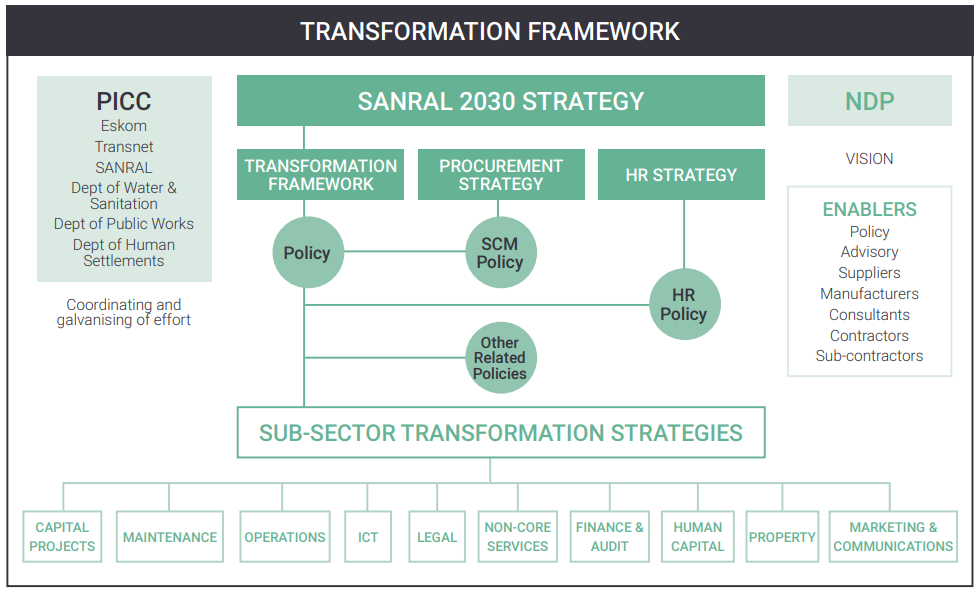 TRANSFORMATION FRAMEWORK
PICC
Eskom
Transnet
SANRAL
Dept of Water &
Sanitation
Dept of Public Works
Dept of Human
Settlements
Coordinating and
galvanising of effort
SANRAL 2030 STRATEGY
TRANSFORMATION
FRAMEWORK
PROCUREMENT
STRATEGY
HR STRATEGY
Policy
SCM
Policy
HR
Policy
Other
Related
Policies
NDP
VISION
ENABLERS
Policy
Advisory
Suppliers
Manufacturers
Consultants
Contractors
Sub-contractors
SUB-SECTOR TRANSFORMATION STRATEGIES
CAPITAL
PROJECTS
MAINTENANCE
OPERATIONS
ICT
LEGAL
NON-CORE
SERVICES
FINANCE &
AUDIT
HUMAN
CAPITAL
PROPERTY
MARKETING &
COMMUNICATIONS